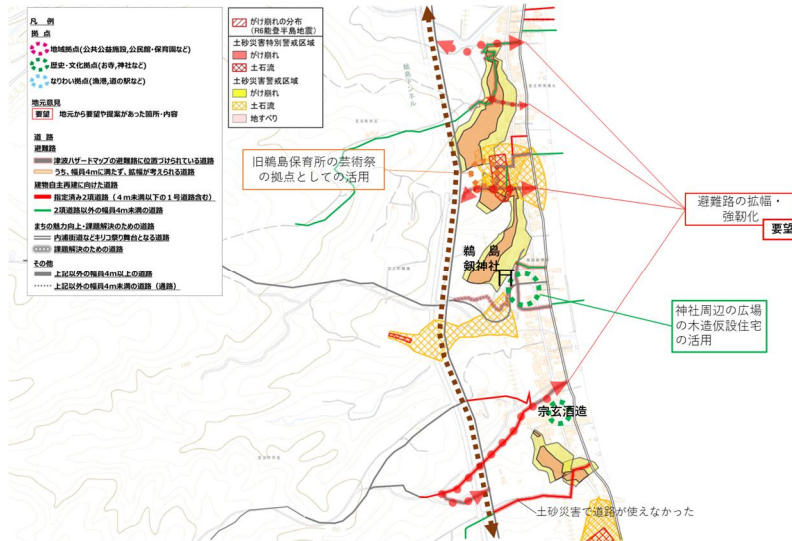 凡 例
拠 点
地域拠点(公共公益施設,公民館・保育園など)
歴史・文化拠点(お寺,神社など)
なりわい拠点(漁港,道の駅など)
地元意見
要望 地元から要望や提案があった箇所・内容
道 路
避難路
津波ハザードマップの避難路に位置づけられている道路
うち、幅員4mに満たず、拡幅が考えられる道路
建物自主再建に向けた道路
指定済み2項道路（４m未満以下の１号道路含む）
2項道路以外の幅員4m未満の道路
まちの魅力向上・課題解決のための道路
内浦街道などキリコ祭り舞台となる道路
課題解決のための道路
その他
上記以外の幅員4m以上の道路
上記以外の幅員4m未満の道路（通路）
がけ崩れの分布
(R6能登半島地震)
土砂災害特別警戒区域
がけ崩れ
土石流
土砂災害警戒区域
がけ崩れ
土石流
地すべり
鵜島トンネル
旧鵜島保育所の芸術祭
の拠点としての活用
避難路の拡幅・
強靭化
要望
鵜 島
剱神社
神社周辺の広場
の木造仮設住宅
の活用
宗玄酒造
土砂災害で道路が使えなかった